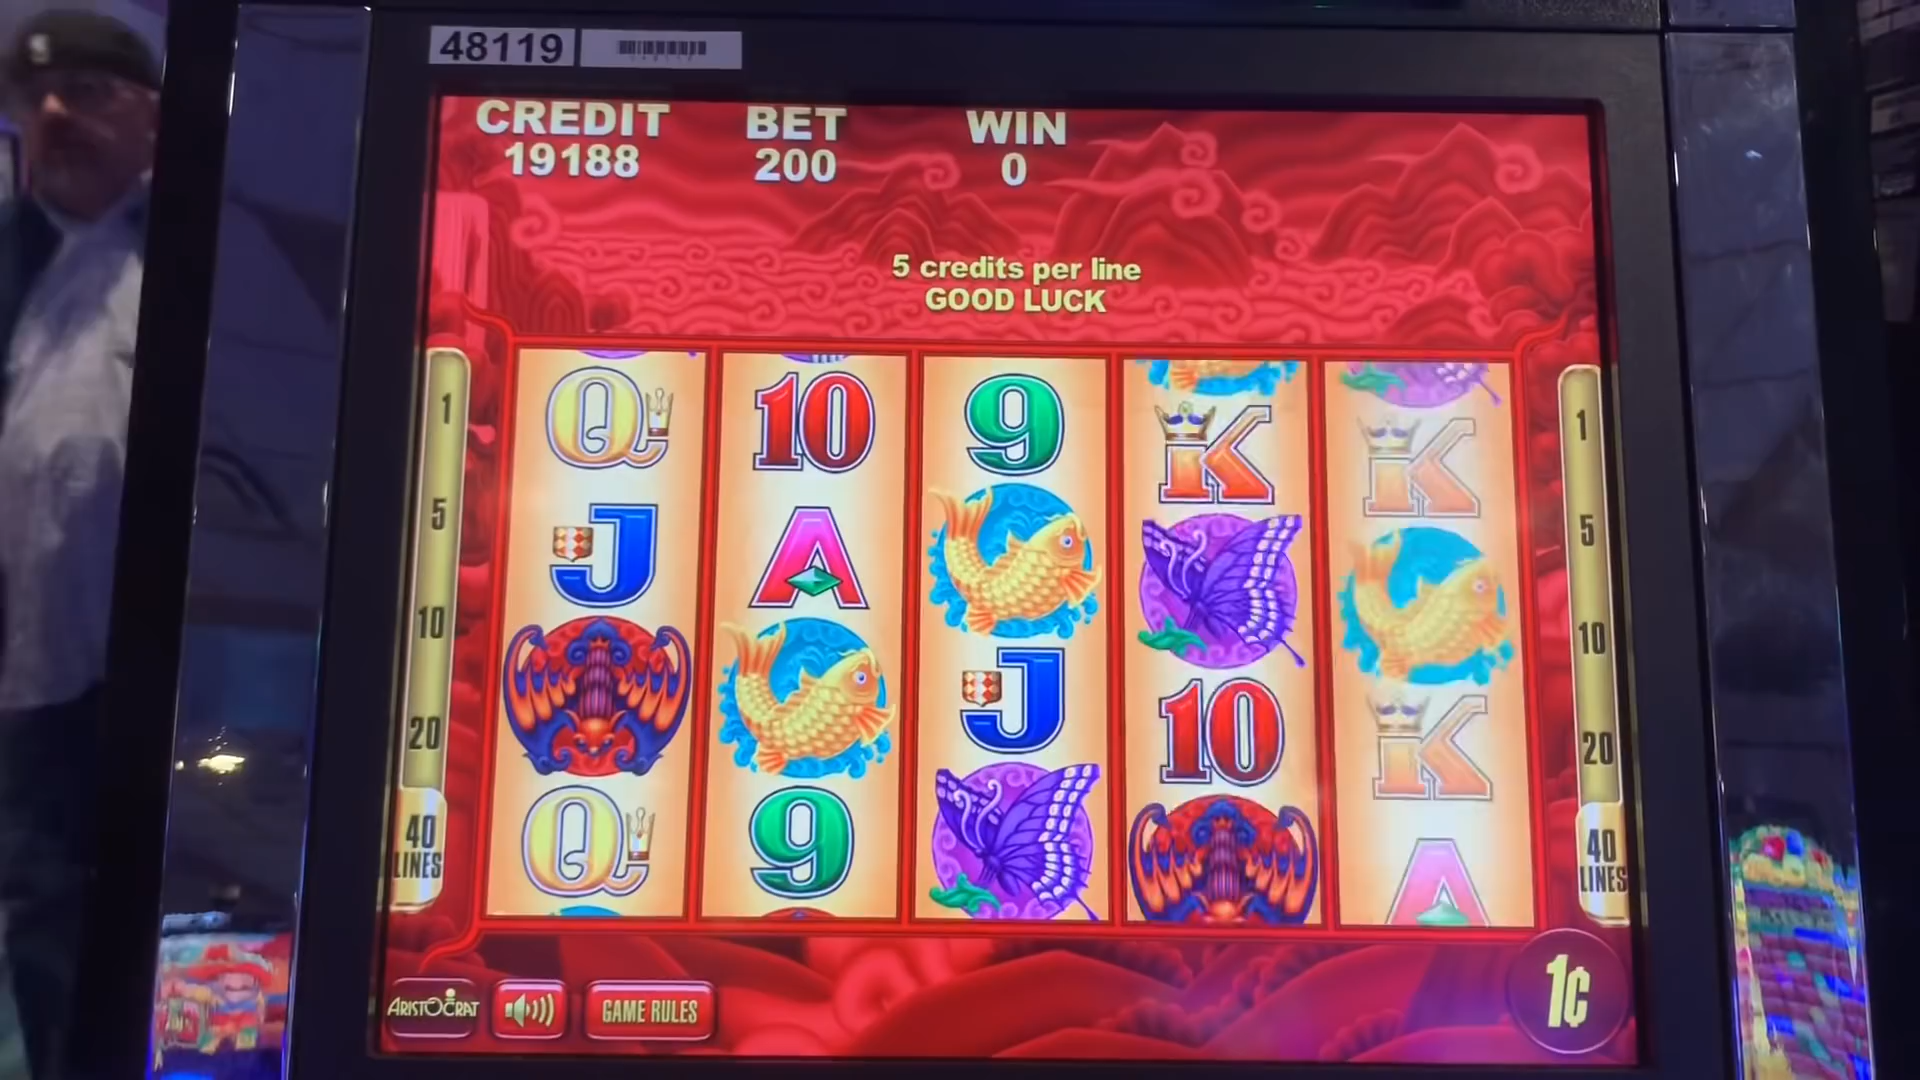 48119
CREDIT BET WIN
19188 200 0
5 credits per line
GOOD LUCK
1 Q 10 9 K K 1
5 J A 5
10 J 10 K 10
20 20
40 Q 9 A 40
LINES LINES
ARISTOCRAT GAME RULES 1¢